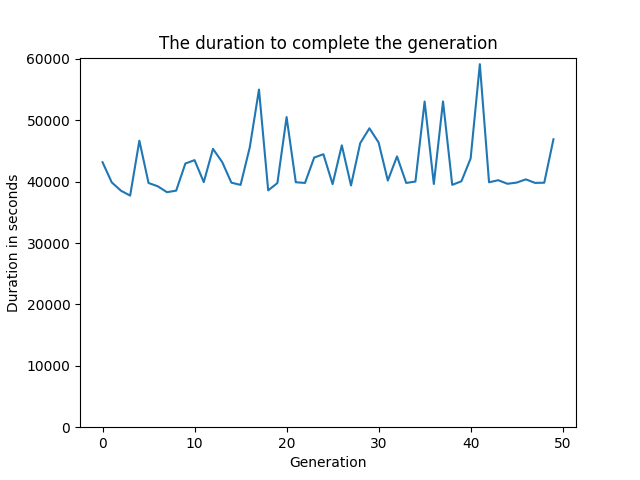 The duration to complete the generation
60000
50000
40000
30000
20000
10000
0
Duration in seconds
0 10 20 30 40 50
Generation